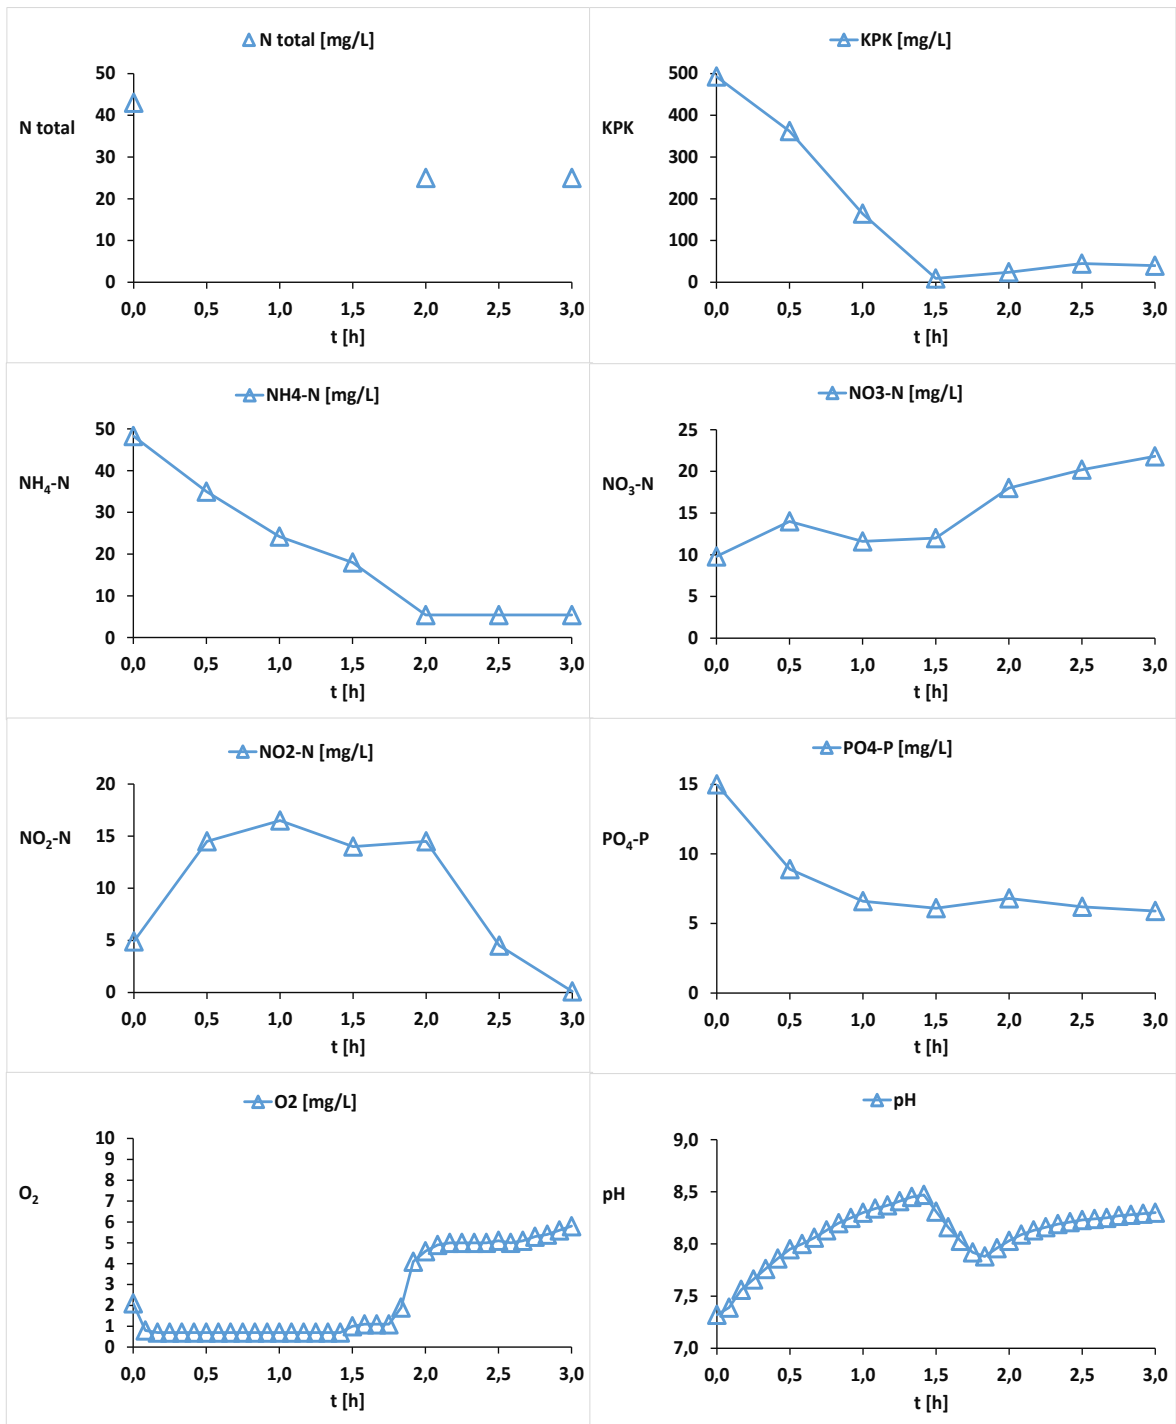 N total [mg/L]
50
40
30
20
10
0
N total
0,0 0,5 1,0 1,5 2,0 2,5 3,0
t [h]
KPK [mg/L]
500
400
300
200
100
0
KPK
0,0 0,5 1,0 1,5 2,0 2,5 3,0
t [h]
NH4-N [mg/L]
50
40
30
20
10
0
NH₄-N
0,0 0,5 1,0 1,5 2,0 2,5 3,0
t [h]
NO3-N [mg/L]
25
20
15
10
5
0
NO₃-N
0,0 0,5 1,0 1,5 2,0 2,5 3,0
t [h]
NO2-N [mg/L]
20
15
10
5
0
NO₂-N
0,0 0,5 1,0 1,5 2,0 2,5 3,0
t [h]
PO4-P [mg/L]
15
10
5
0
PO₄-P
0,0 0,5 1,0 1,5 2,0 2,5 3,0
t [h]
O2 [mg/L]
10
9
8
7
6
5
4
3
2
1
0
O₂
0,0 0,5 1,0 1,5 2,0 2,5 3,0
t [h]
pH
9,0
8,5
8,0
7,5
7,0
pH
0,0 0,5 1,0 1,5 2,0 2,5 3,0
t [h]